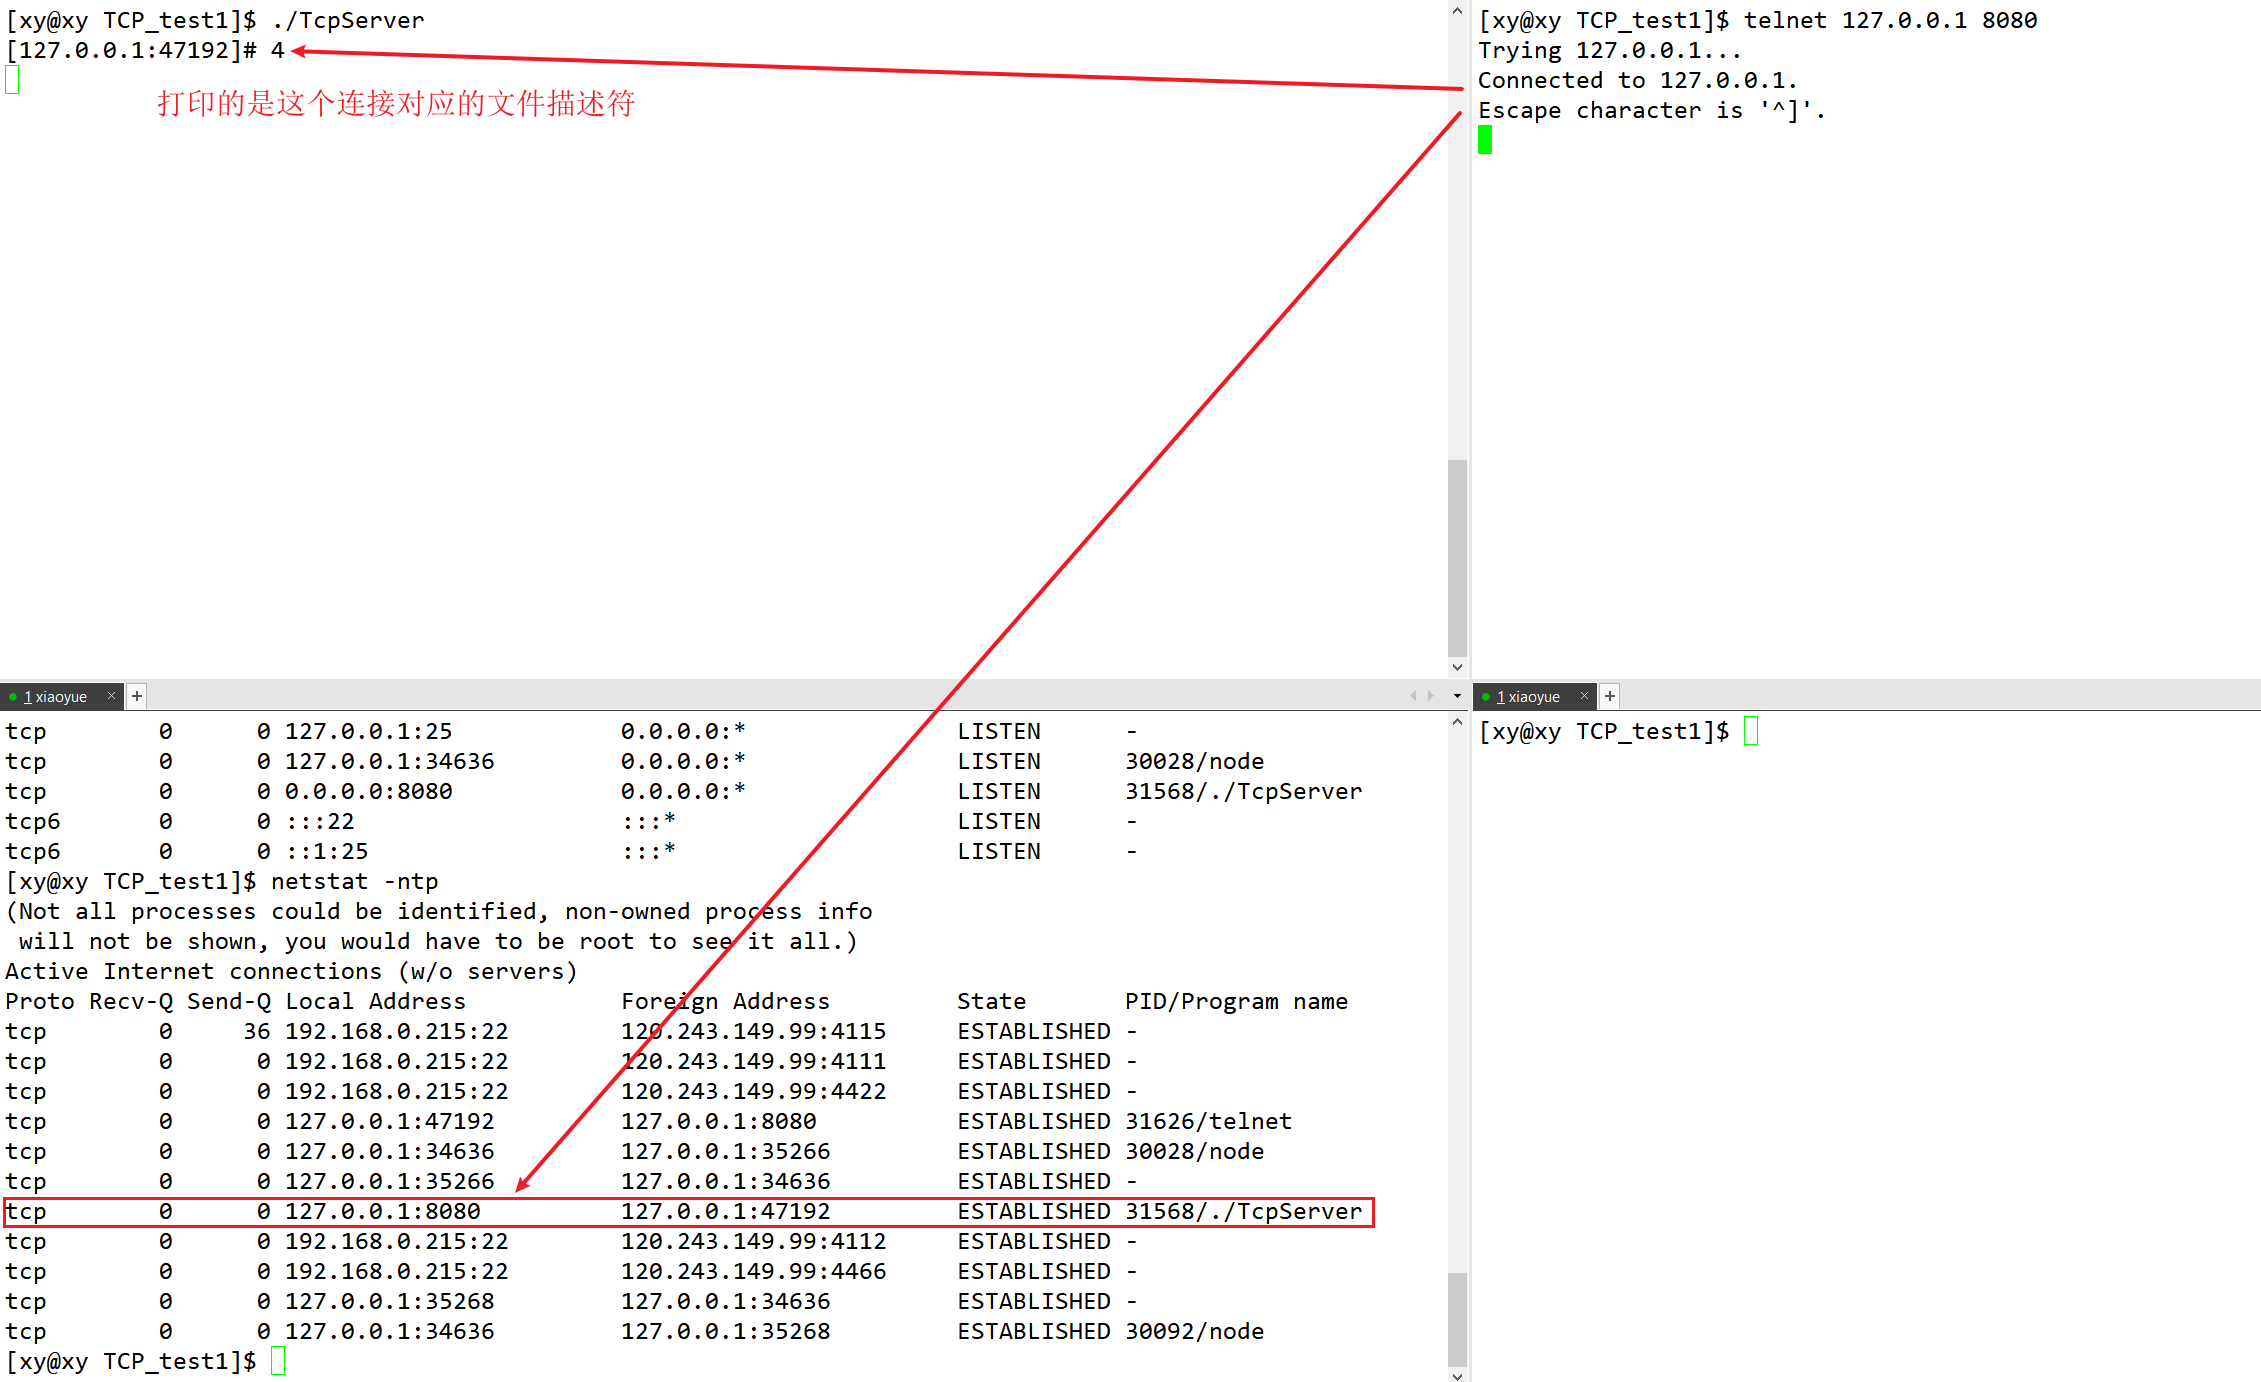 [xy@xy TCP_test1]$ ./TcpServer
[127.0.0.1:47192]# 4
打印的是这个连接对应的文件描述符
[xy@xy TCP_test1]$ telnet 127.0.0.1 8080
Trying 127.0.0.1...
Connected to 127.0.0.1.
Escape character is '^]'.
1 xiaoyue × +
tcp        0      0 127.0.0.1:25            0.0.0.0:*               LISTEN      -
tcp        0      0 127.0.0.1:34636         0.0.0.0:*               LISTEN      30028/node
tcp        0      0 0.0.0.0:8080            0.0.0.0:*               LISTEN      31568/./TcpServer
tcp6       0      0 :::22                   :::*                    LISTEN      -
tcp6       0      0 ::1:25                  :::*                    LISTEN      -
[xy@xy TCP_test1]$ netstat -ntp
(Not all processes could be identified, non-owned process info
 will not be shown, you would have to be root to see it all.)
Active Internet connections (w/o servers)
Proto Recv-Q Send-Q Local Address           Foreign Address         State       PID/Program name
tcp        0     36 192.168.0.215:22        120.243.149.99:4115     ESTABLISHED -
tcp        0      0 192.168.0.215:22        120.243.149.99:4111     ESTABLISHED -
tcp        0      0 192.168.0.215:22        120.243.149.99:4422     ESTABLISHED -
tcp        0      0 127.0.0.1:47192         127.0.0.1:8080          ESTABLISHED 31626/telnet
tcp        0      0 127.0.0.1:34636         127.0.0.1:35266         ESTABLISHED 30028/node
tcp        0      0 127.0.0.1:35266         127.0.0.1:34636         ESTABLISHED -
tcp        0      0 127.0.0.1:8080          127.0.0.1:47192         ESTABLISHED 31568/./TcpServer
tcp        0      0 192.168.0.215:22        120.243.149.99:4112     ESTABLISHED -
tcp        0      0 192.168.0.215:22        120.243.149.99:4466     ESTABLISHED -
tcp        0      0 127.0.0.1:35268         127.0.0.1:34636         ESTABLISHED -
tcp        0      0 127.0.0.1:34636         127.0.0.1:35268         ESTABLISHED 30092/node
[xy@xy TCP_test1]$
1 xiaoyue × +
[xy@xy TCP_test1]$